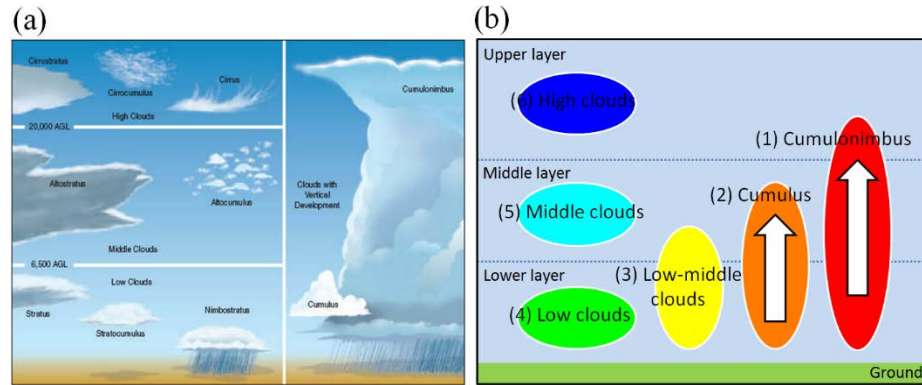 (a)
Cirrostratus
Cirrocumulus
Cirrus
High Clouds
20,000 AGL
Altostratus
Altocumulus
Middle Clouds
6,500 AGL
Low Clouds
Stratus
Stratocumulus
Nimbostratus
Cumulonimbus
Clouds with
Vertical
Development
Cumulus
(b)
Upper layer
(6) High clouds
(1) Cumulonimbus
Middle layer
(2) Cumulus
(5) Middle clouds
Lower layer
(3) Low-middle
clouds
(4) Low clouds
Ground